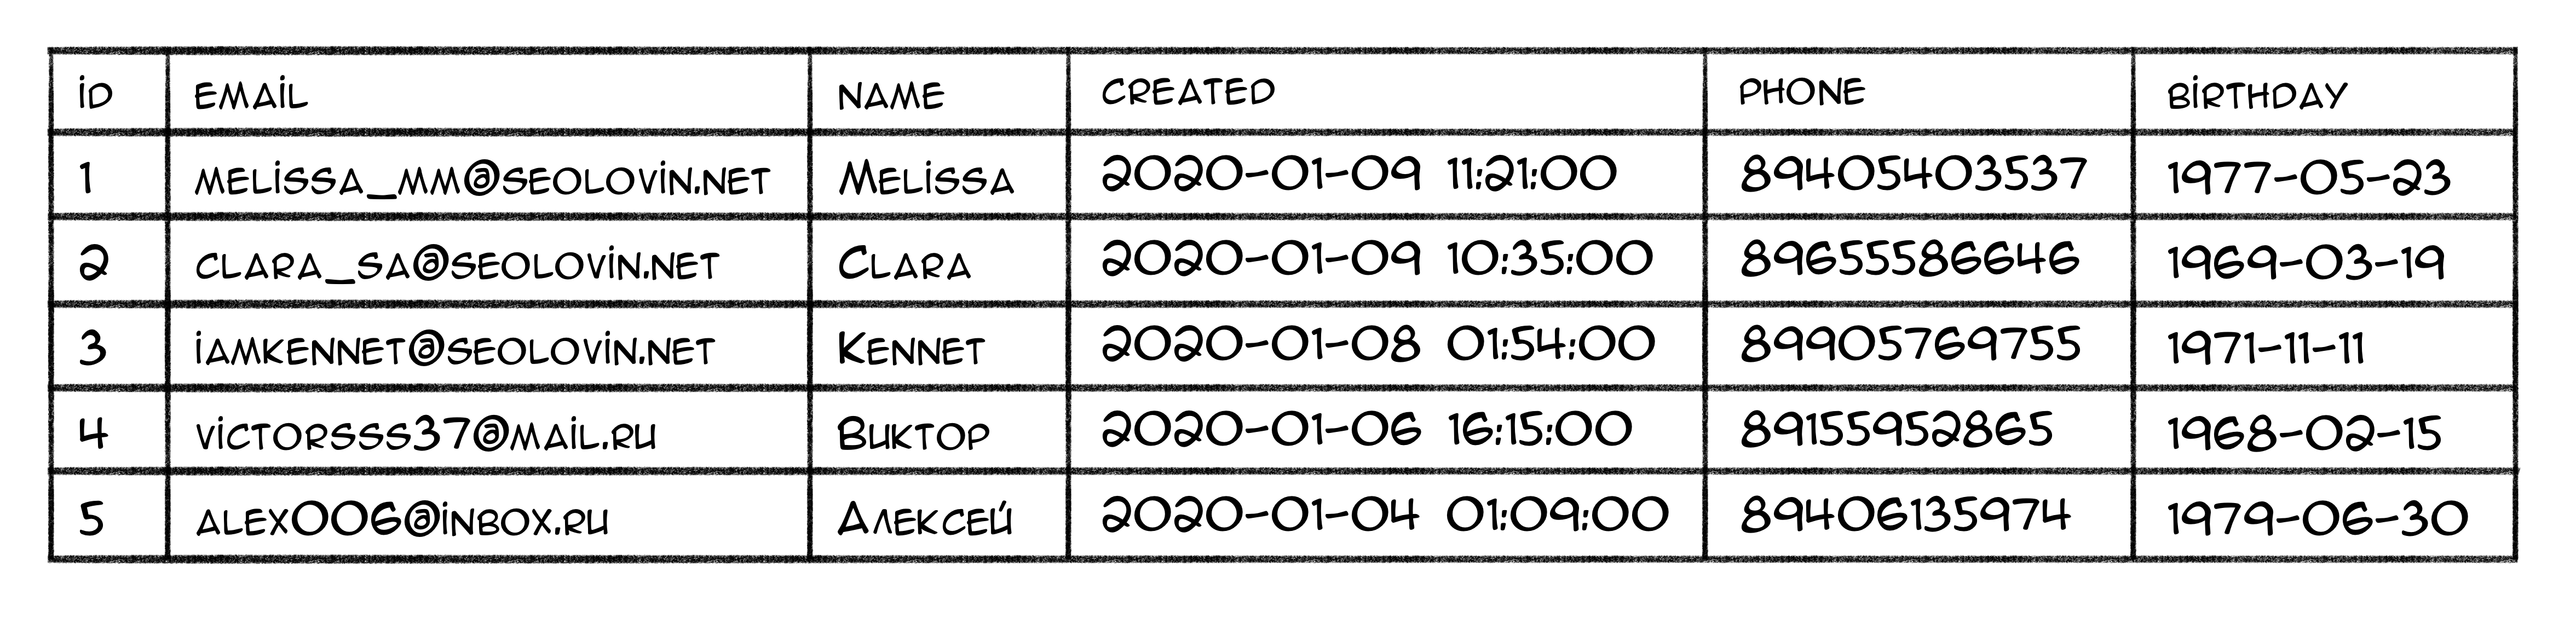 id email name created phone birthday
1 melissa_mm@seolovin.net Melissa 2020-01-09 11:21:00 89405403537 1977-05-23
2 clara_sa@seolovin.net Clara 2020-01-09 10:35:00 89655586646 1969-03-19
3 iamkennet@seolovin.net Kennet 2020-01-08 01:54:00 89905769755 1971-11-11
4 victorsss37@mail.ru Виктор 2020-01-06 16:15:00 89155952865 1968-02-15
5 alex006@inbox.ru Алексей 2020-01-04 01:09:00 89406135974 1979-06-30